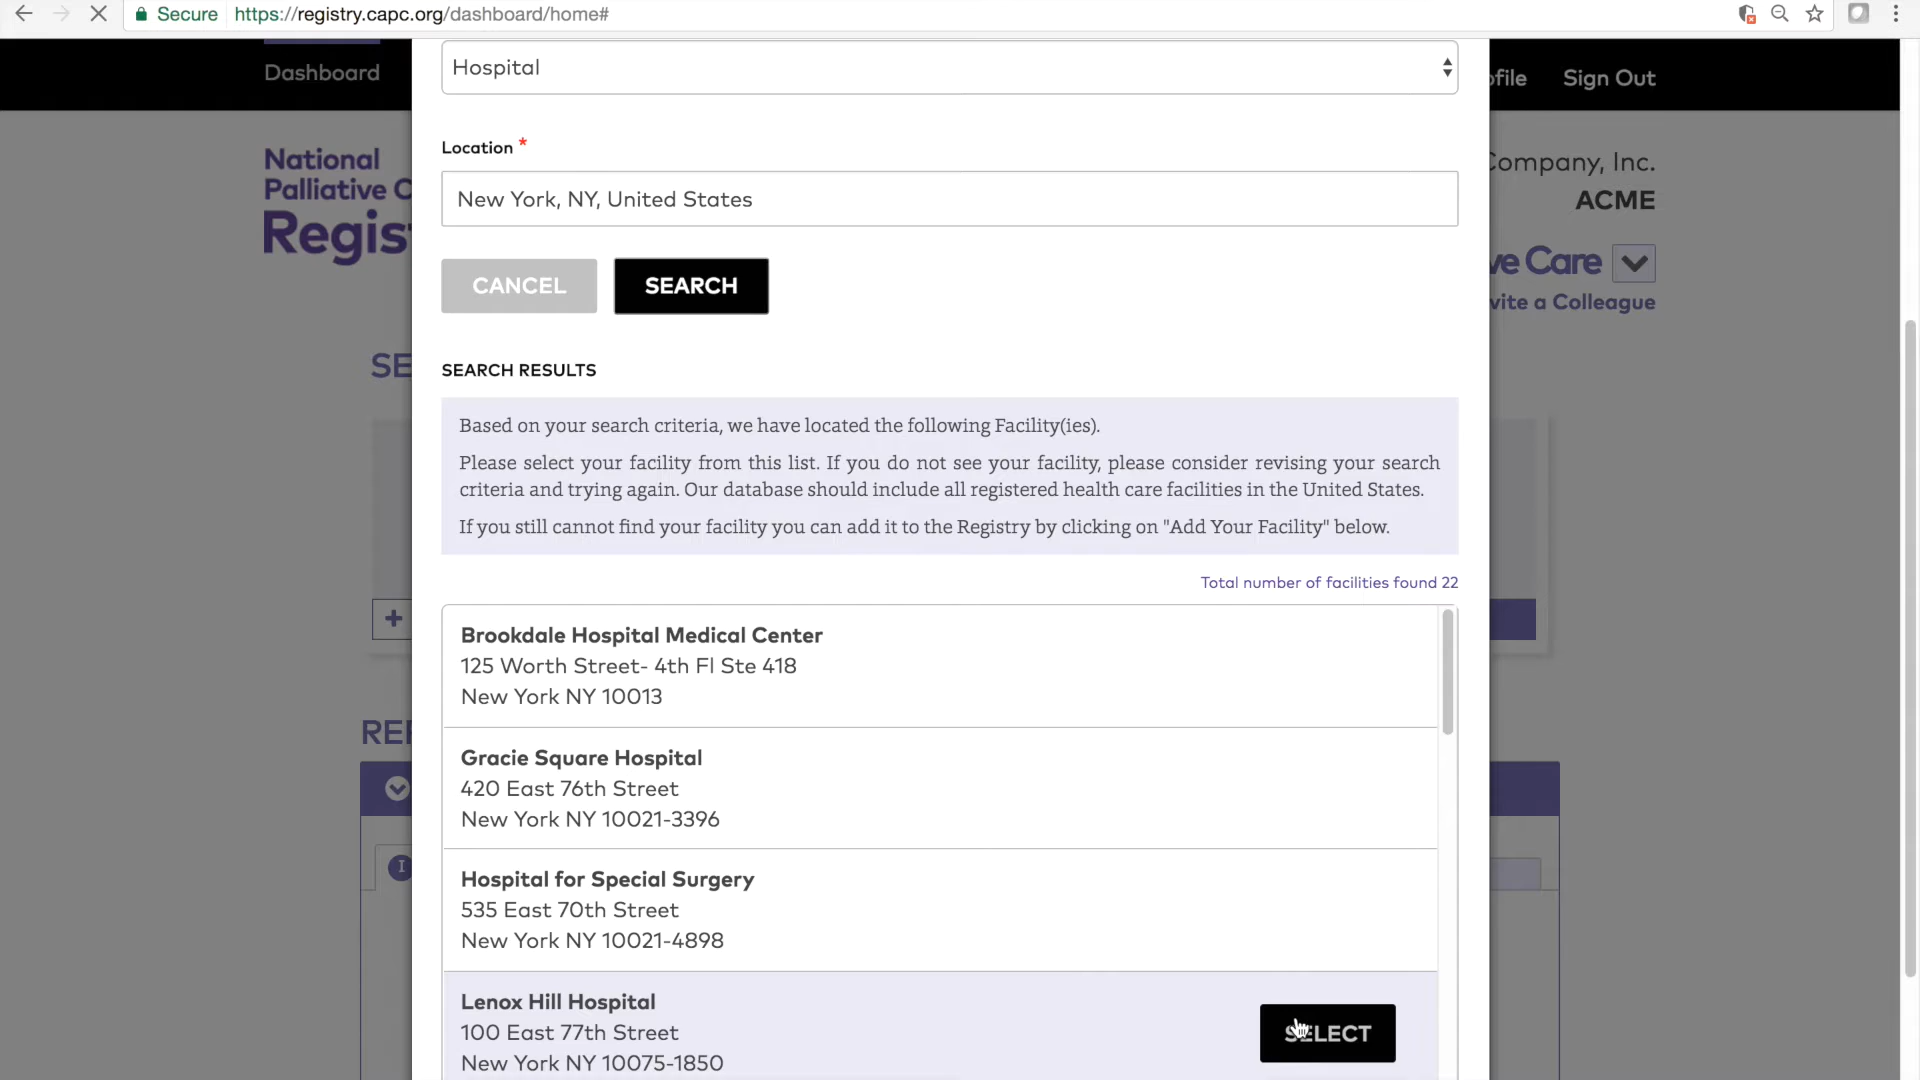 Secure https://registry.capc.org/dashboard/home#
Dashboard
ofile Sign Out
Hospital
Location *
New York, NY, United States
CANCEL SEARCH
National
Palliative C
Regis
Company, Inc.
ACME
ve Care
vite a Colleague
SE
SEARCH RESULTS
Based on your search criteria, we have located the following Facility(ies).
Please select your facility from this list. If you do not see your facility, please consider revising your search
criteria and trying again. Our database should include all registered health care facilities in the United States.
If you still cannot find your facility you can add it to the Registry by clicking on "Add Your Facility" below.
Total number of facilities found 22
Brookdale Hospital Medical Center
125 Worth Street- 4th Fl Ste 418
New York NY 10013
REP
Gracie Square Hospital
420 East 76th Street
New York NY 10021-3396
I
Hospital for Special Surgery
535 East 70th Street
New York NY 10021-4898
Lenox Hill Hospital
100 East 77th Street
New York NY 10075-1850
SELECT